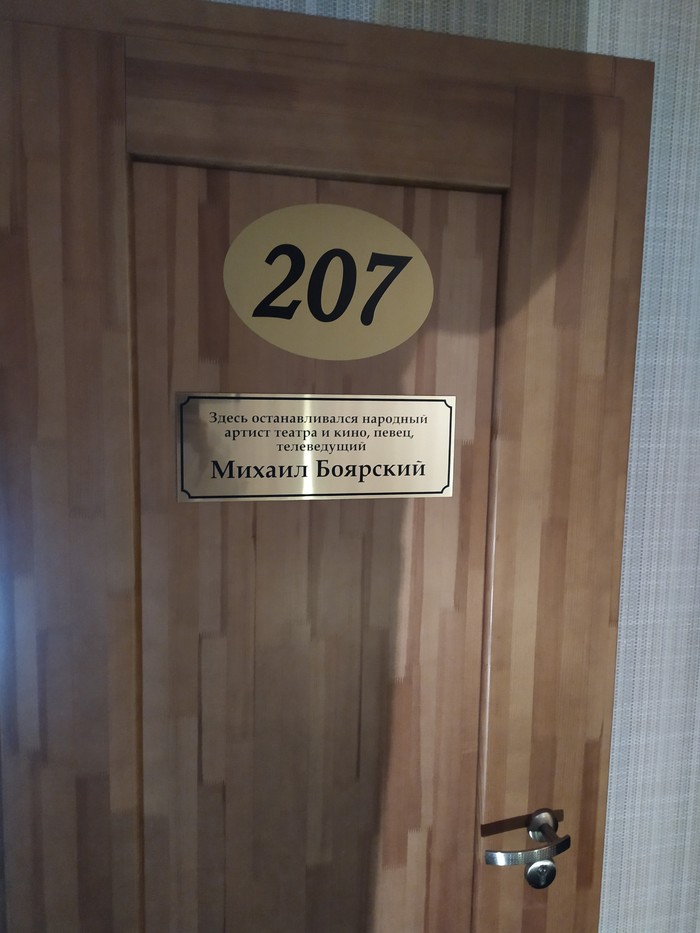 207
Здесь останавливался народный
артист театра и кино, певец,
телеведущий
Михаил Боярский